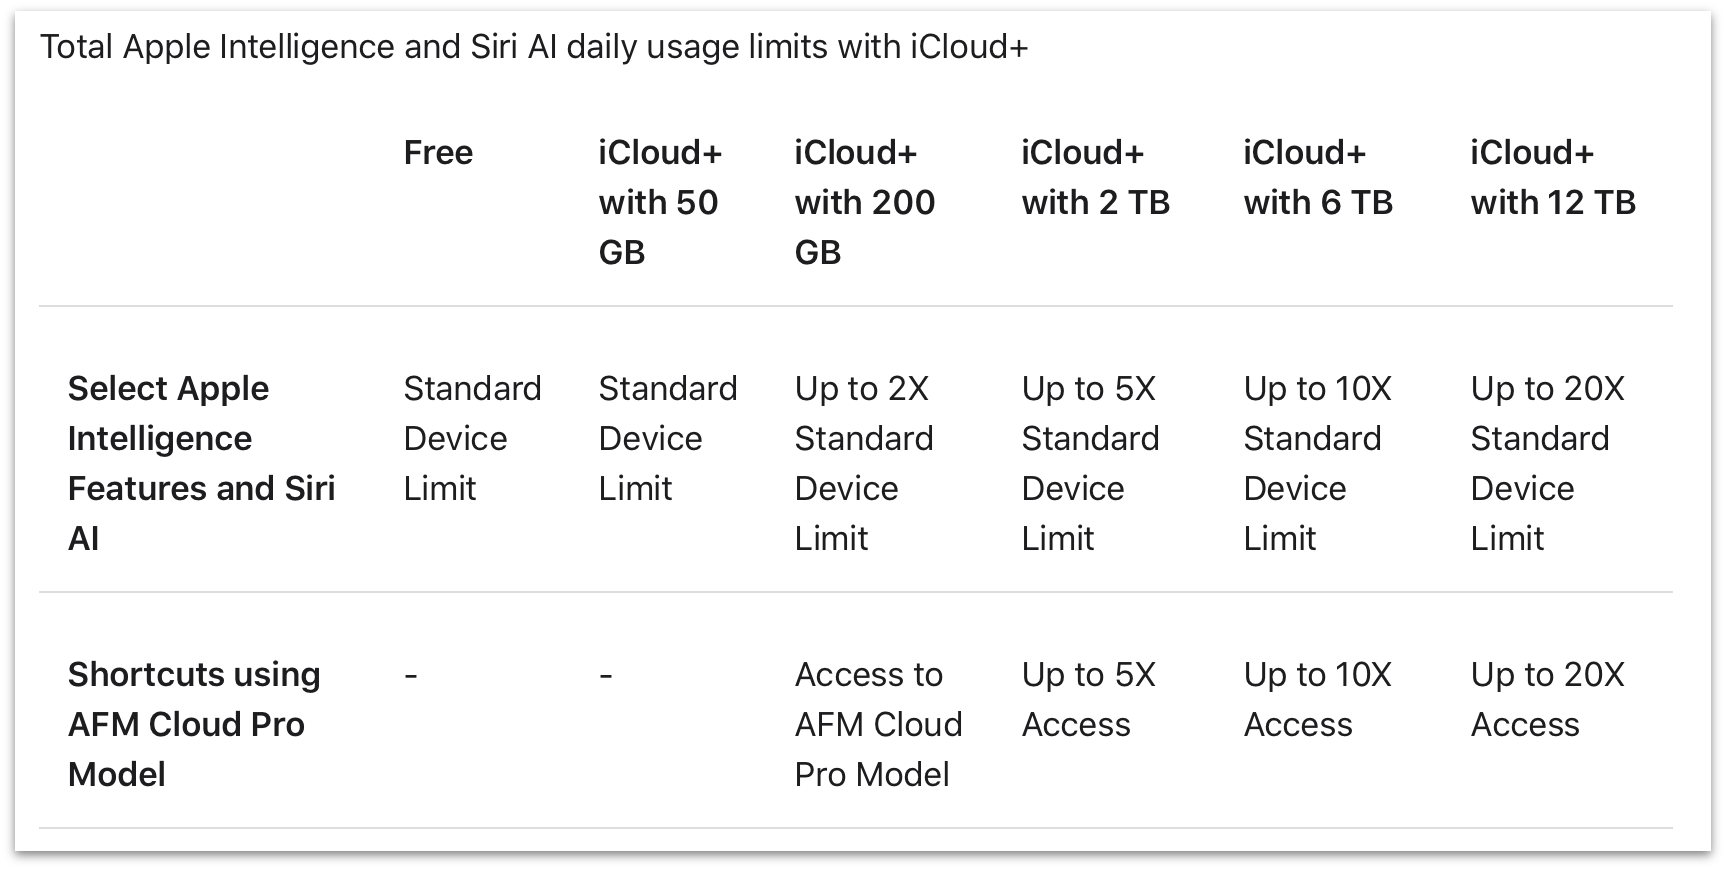 Total Apple Intelligence and Siri AI daily usage limits with iCloud+
Free
iCloud+
with 50
GB
iCloud+
with 200
GB
iCloud+
with 2 TB
iCloud+
with 6 TB
iCloud+
with 12 TB
Select Apple
Intelligence
Features and Siri
AI
Standard
Device
Limit
Standard
Device
Limit
Up to 2X
Standard
Device
Limit
Up to 5X
Standard
Device
Limit
Up to 10X
Standard
Device
Limit
Up to 20X
Standard
Device
Limit
Shortcuts using
AFM Cloud Pro
Model
-
-
Access to
AFM Cloud
Pro Model
Up to 5X
Access
Up to 10X
Access
Up to 20X
Access